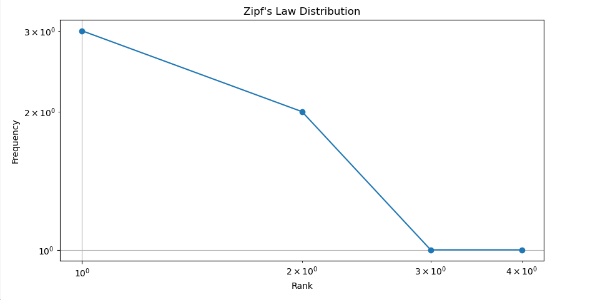 Zipf's Law Distribution
3 × 10⁰
2 × 10⁰
10⁰
Frequency
10⁰ 2 × 10⁰ 3 × 10⁰ 4 × 10⁰
Rank